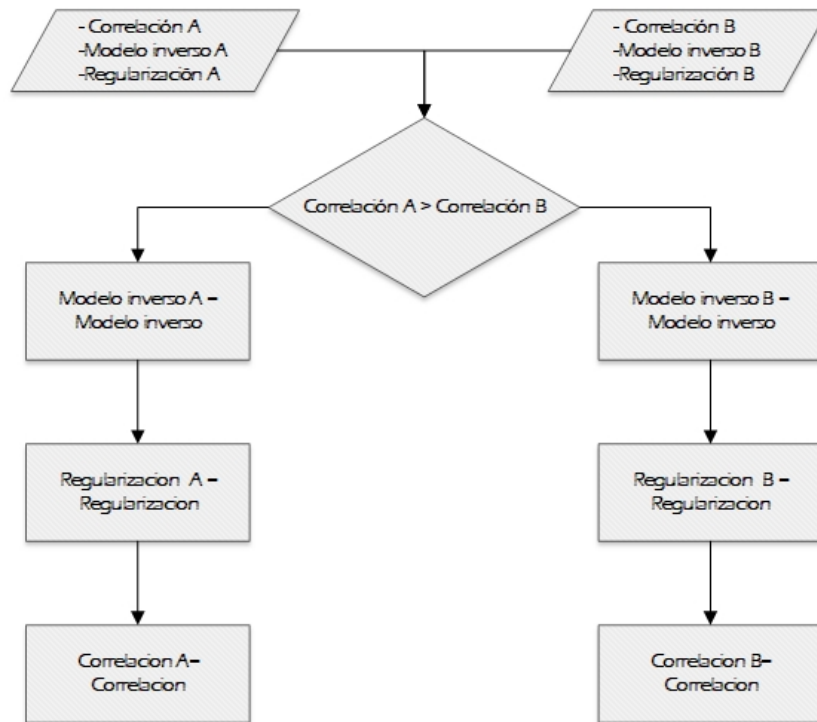 - Correlación A
-Modelo inverso A
-Regularización A
- Correlación B
-Modelo inverso B
-Regularización B
Correlación A > Correlación B
Modelo inverso A –
Modelo inverso
Modelo inverso B –
Modelo inverso
Regularizacion A –
Regularizacion
Regularizacion B –
Regularizacion
Correlacion A–
Correlacion
Correlacion B–
Correlacion